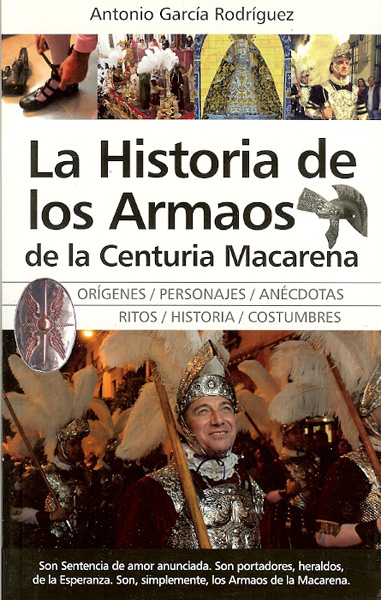 Antonio García Rodríguez
La Historia de
los Armaos
de la Centuria Macarena
ORÍGENES / PERSONAJES / ANÉCDOTAS
RITOS / HISTORIA / COSTUMBRES
Son Sentencia de amor anunciada. Son portadores, heraldos,
de la Esperanza. Son, simplemente, los Armaos de la Macarena.